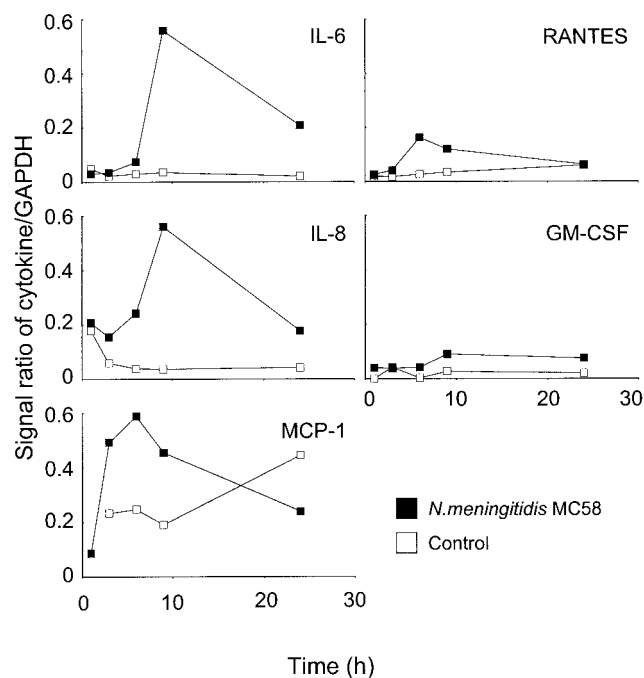 Signal ratio of cytokine/GAPDH
0.6
0.4
0.2
0
IL-6
RANTES
0.6
0.4
0.2
0
IL-8
GM-CSF
0 10 20 30
0.6
0.4
0.2
0
MCP-1
0 10 20 30
N.meningitidis MC58
Control
Time (h)